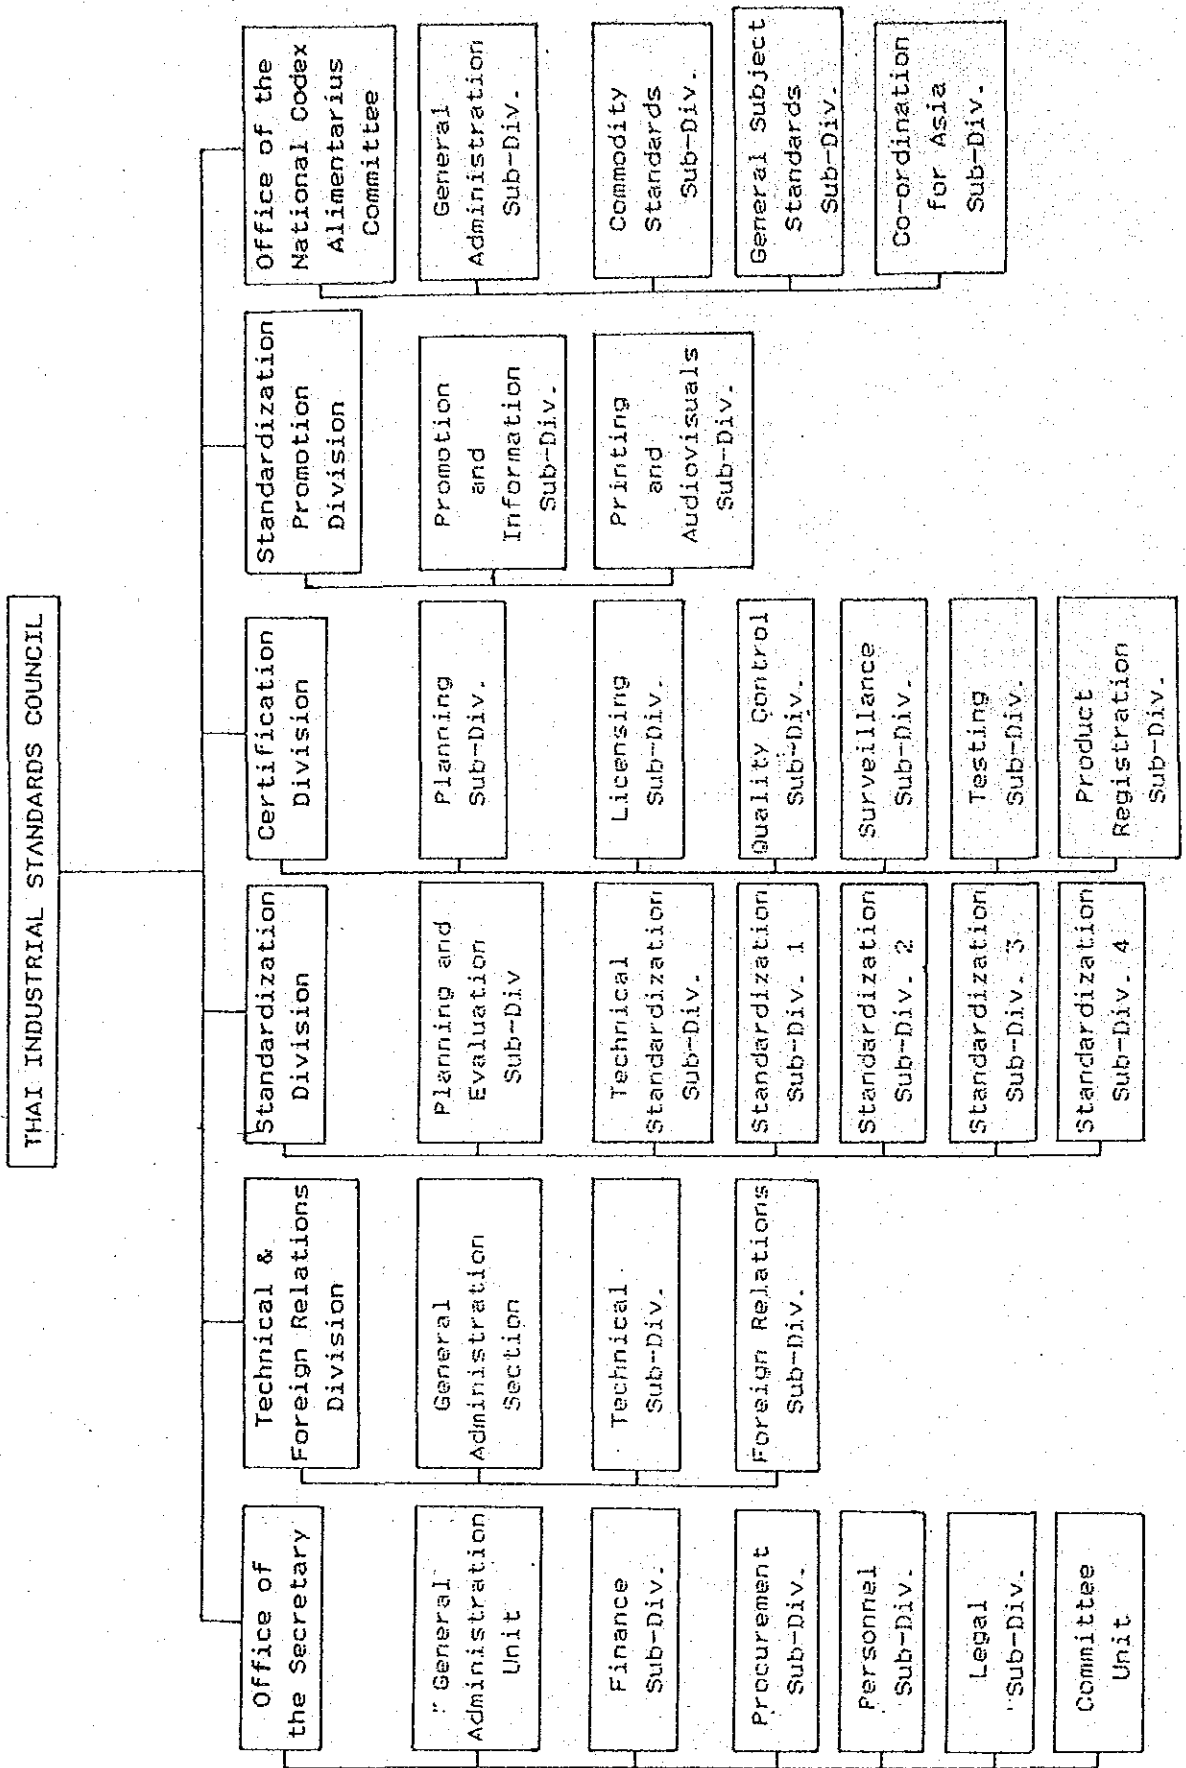 THAI INDUSTRIAL STANDARDS COUNCIL
Office of
the Secretary
" General
Administration
Unit
Finance
Sub-Div.
Procurement
Sub-Div.
Personnel
Sub-Div.
Legal
"Sub-Div.
Committee
Unit
Technical &
Foreign Relations
Division
General
Administration
Section
Technical
Sub-Div.
Foreign Relations
Sub-Div.
Standardization
Division
Planning and
Evaluation
Sub-Div
Technical
Standardization
Sub-Div.
Standardization
Sub-Div. 1
Standardization
Sub-Div. 2
Standardization
Sub-Div. 3
Standardization
Sub-Div. 4
Certification
Division
Planning
Sub-Div.
Licensing
Sub-Div.
Quality Control
Sub-Div.
Surveillance
Sub-Div.
Testing
Sub-Div.
Product
Registration
Sub-Div.
Standardization
Promotion
Division
Promotion
and
Information
Sub-Div.
Printing
and
Audiovisuals
Sub-Div.
Office of the
National Codex
Alimentarius
Committee
General
Administration
Sub-Div.
Commodity
Standards
Sub-Div.
General Subject
Standards
Sub-Div.
Co-ordination
for Asia
Sub-Div.